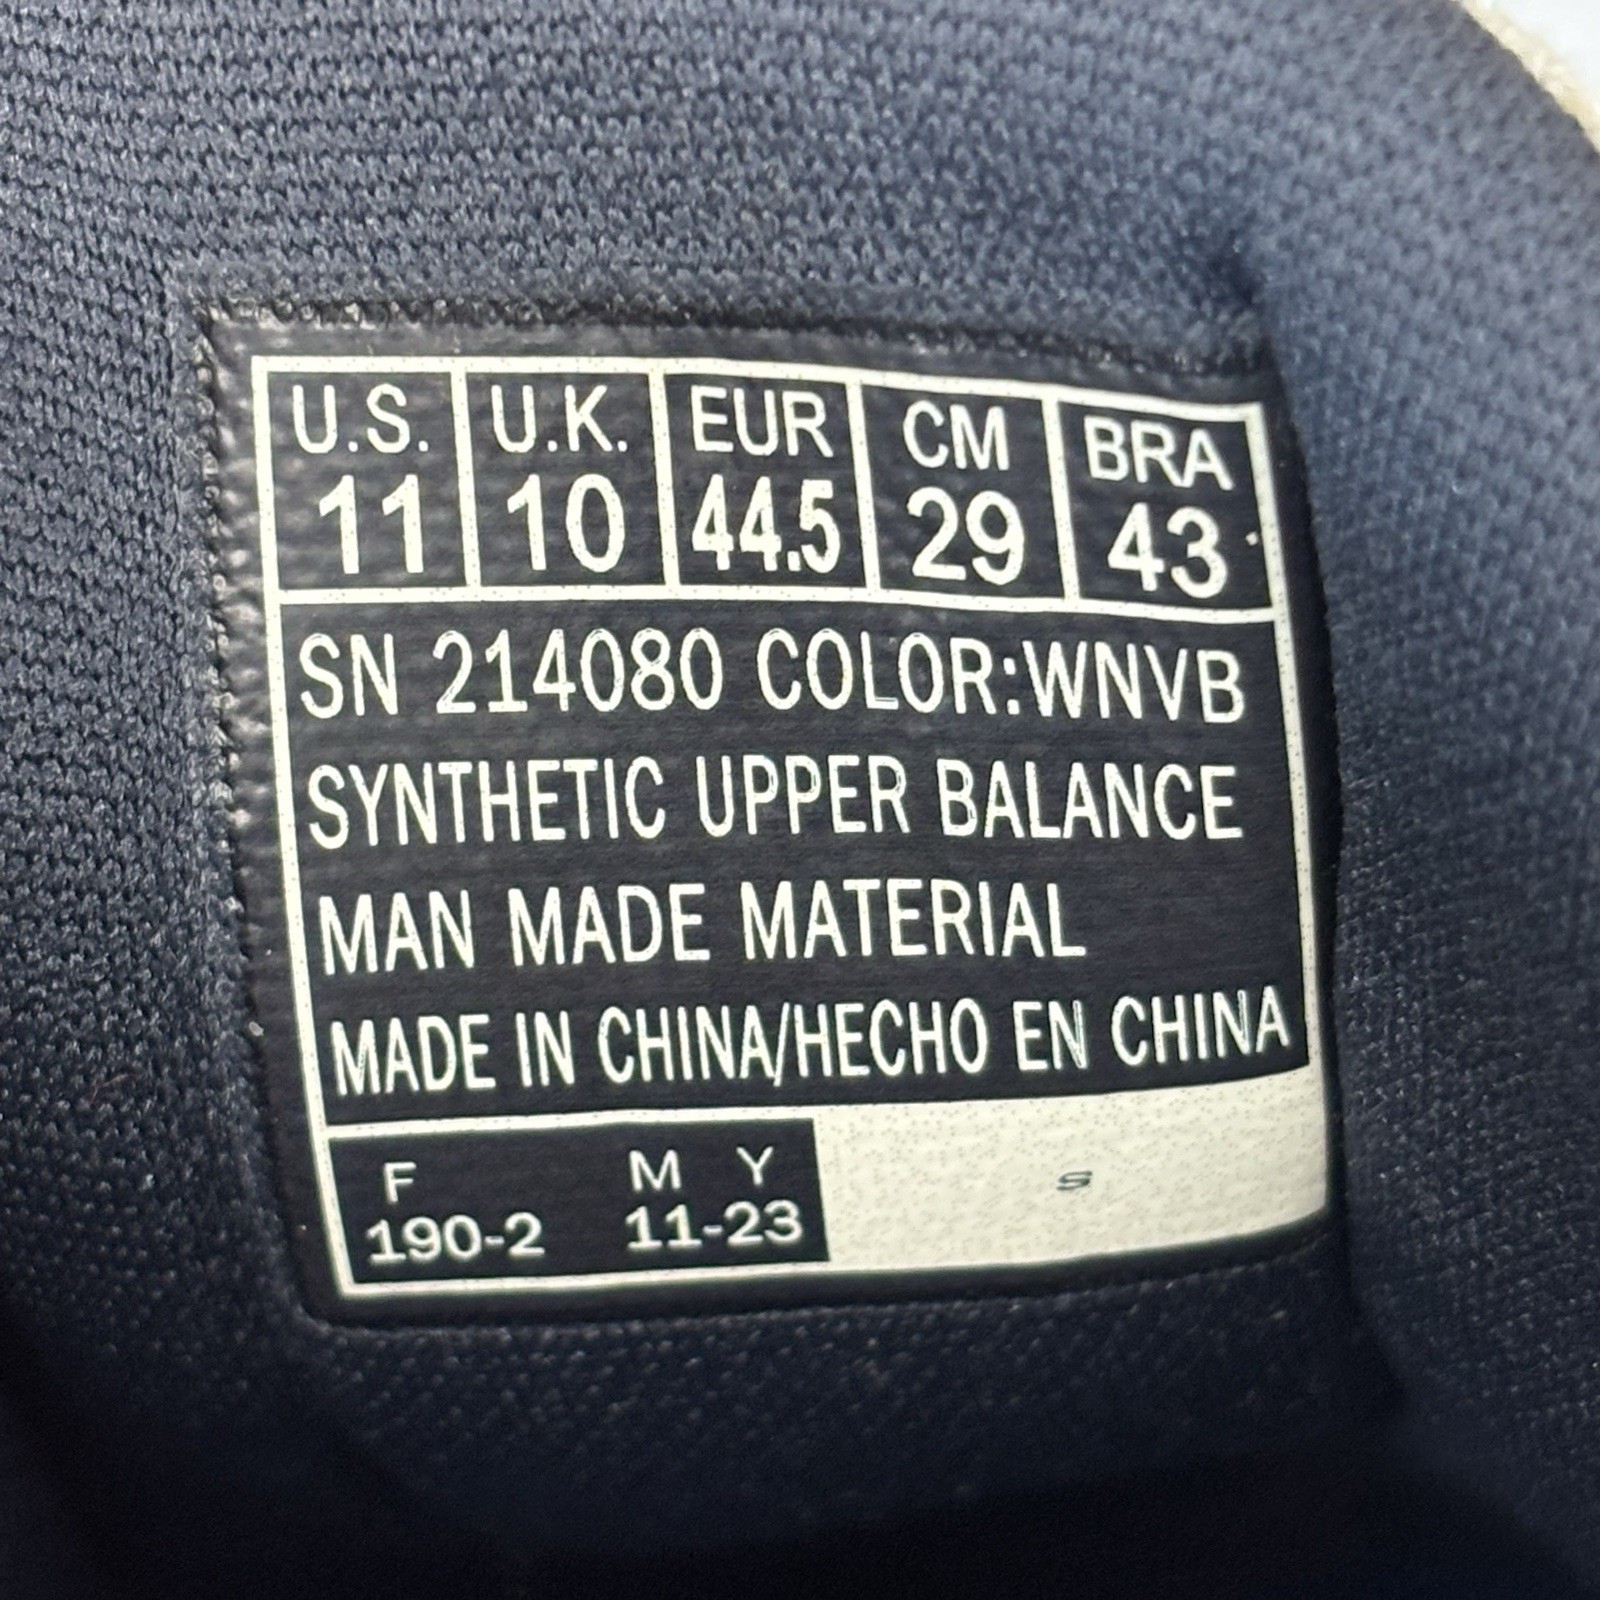 U.S. U.K. EUR CM BRA
11 10 44.5 29 43
SN 214080 COLOR:WNVB
SYNTHETIC UPPER BALANCE
MAN MADE MATERIAL
MADE IN CHINA/HECHO EN CHINA
F M Y
190-2 11-23
S